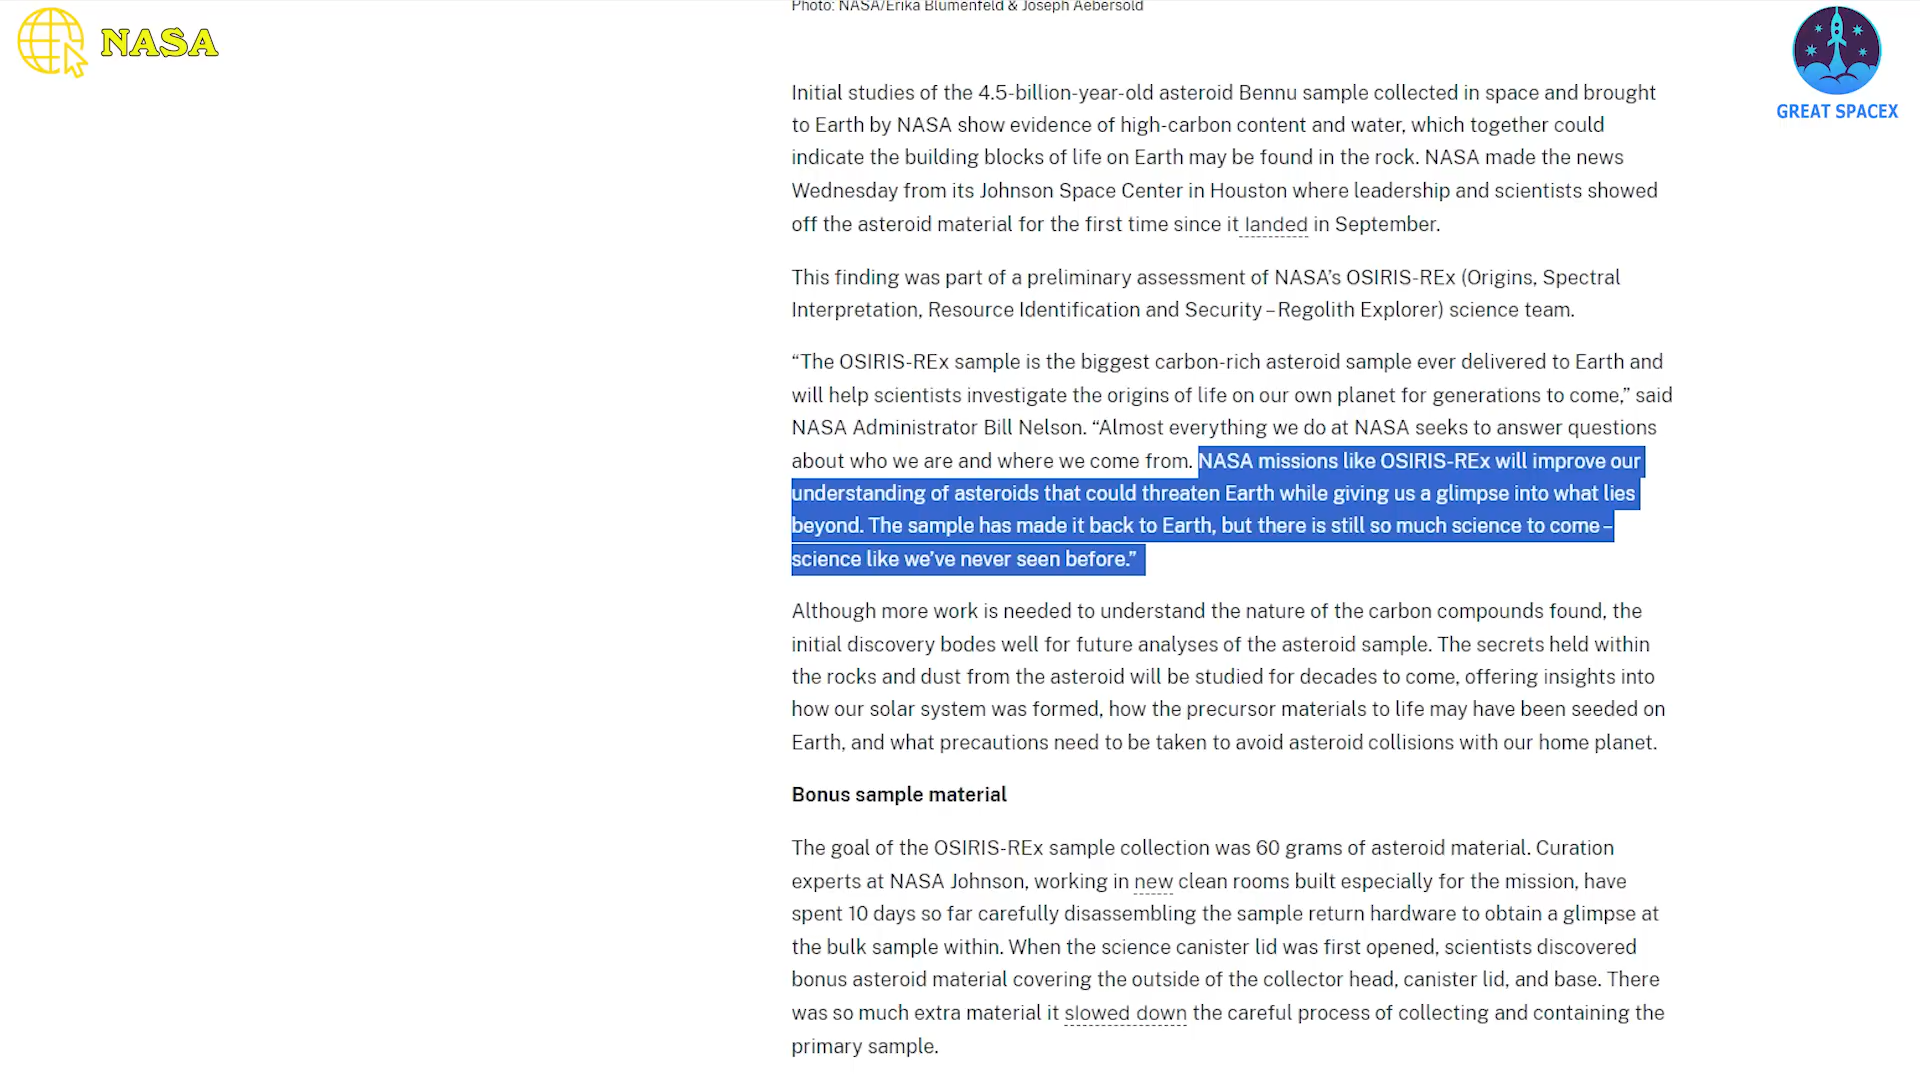 Photo: NASA/Erika Blumenfeld & Joseph Aebersold
NASA
GREAT SPACEX
Initial studies of the 4.5-billion-year-old asteroid Bennu sample collected in space and brought
to Earth by NASA show evidence of high-carbon content and water, which together could
indicate the building blocks of life on Earth may be found in the rock. NASA made the news
Wednesday from its Johnson Space Center in Houston where leadership and scientists showed
off the asteroid material for the first time since it landed in September.
This finding was part of a preliminary assessment of NASA’s OSIRIS-REx (Origins, Spectral
Interpretation, Resource Identification and Security – Regolith Explorer) science team.
“The OSIRIS-REx sample is the biggest carbon-rich asteroid sample ever delivered to Earth and
will help scientists investigate the origins of life on our own planet for generations to come,” said
NASA Administrator Bill Nelson. “Almost everything we do at NASA seeks to answer questions
about who we are and where we come from. NASA missions like OSIRIS-REx will improve our
understanding of asteroids that could threaten Earth while giving us a glimpse into what lies
beyond. The sample has made it back to Earth, but there is still so much science to come –
science like we’ve never seen before.”
Although more work is needed to understand the nature of the carbon compounds found, the
initial discovery bodes well for future analyses of the asteroid sample. The secrets held within
the rocks and dust from the asteroid will be studied for decades to come, offering insights into
how our solar system was formed, how the precursor materials to life may have been seeded on
Earth, and what precautions need to be taken to avoid asteroid collisions with our home planet.
Bonus sample material
The goal of the OSIRIS-REx sample collection was 60 grams of asteroid material. Curation
experts at NASA Johnson, working in new clean rooms built especially for the mission, have
spent 10 days so far carefully disassembling the sample return hardware to obtain a glimpse at
the bulk sample within. When the science canister lid was first opened, scientists discovered
bonus asteroid material covering the outside of the collector head, canister lid, and base. There
was so much extra material it slowed down the careful process of collecting and containing the
primary sample.